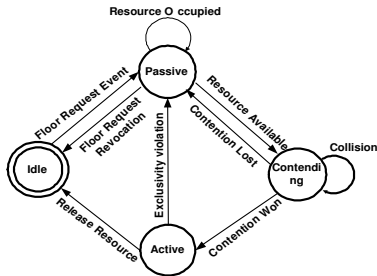 Resource O ccupied
Passive
Floor Request Event
Floor Request
Revocation
Resource Available
Contention Lost
Exclusivity violation
Collision
Idle
Contendi
ng
Release Resource
Contention Won
Active